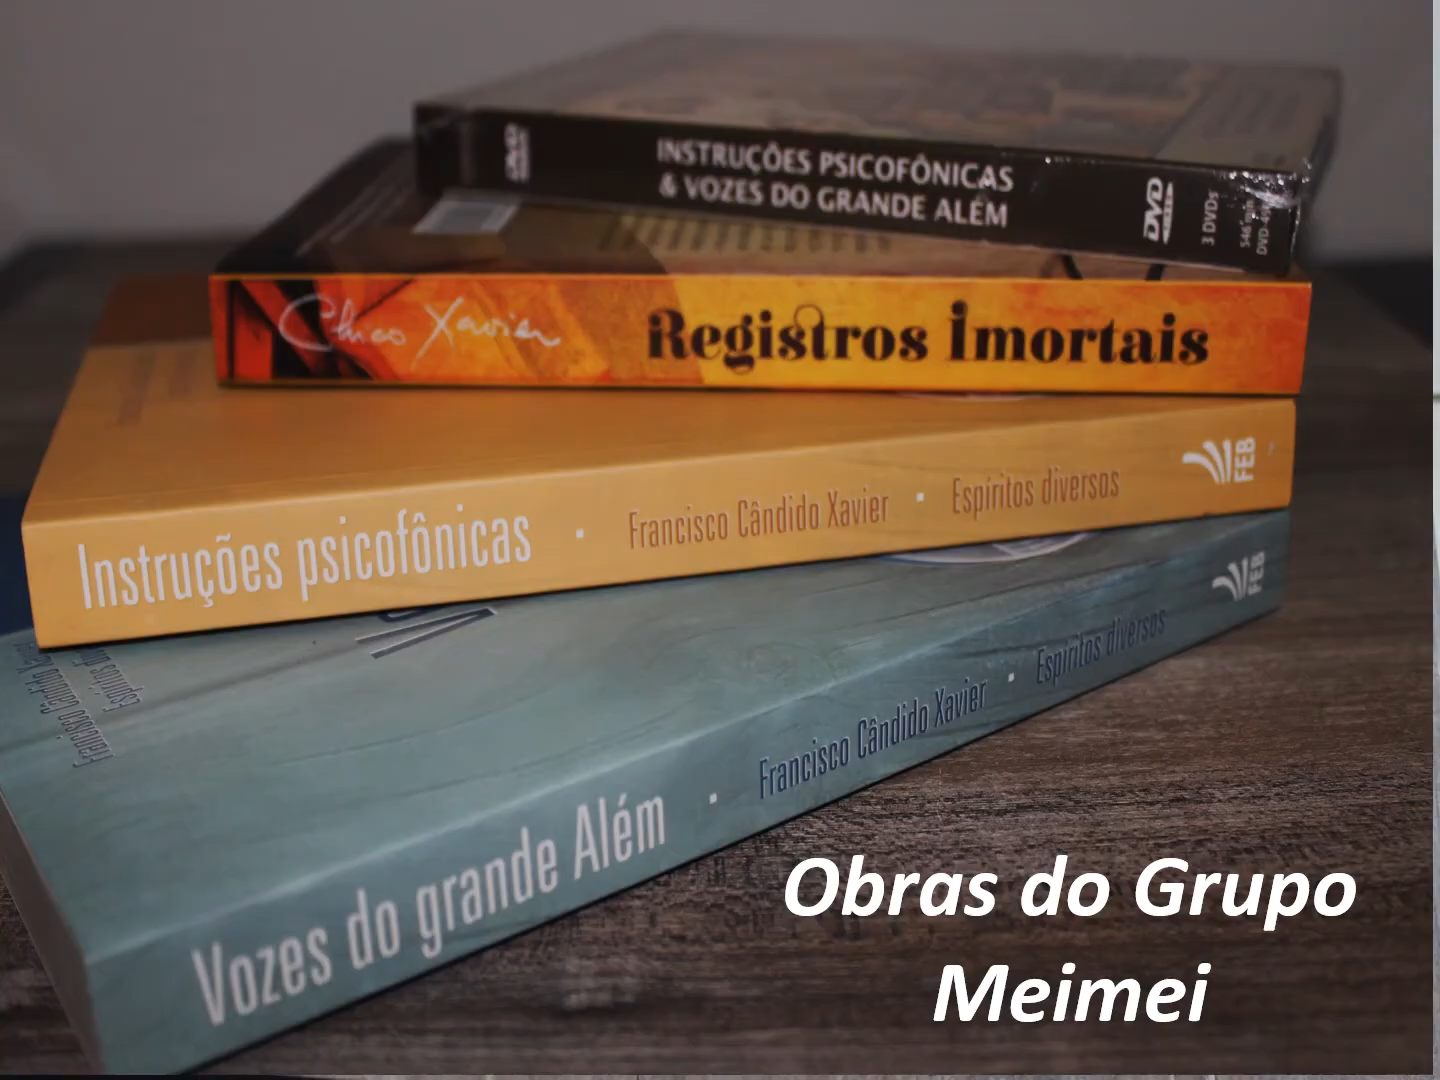 DVD
INSTRUÇÕES PSICOFÔNICAS
& VOZES DO GRANDE ALÉM
DVD
3 DVDs
Chico Xavier
Registros Imortais
Instruções psicofônicas · Francisco Cândido Xavier · Espíritos diversos
FEB
Francisco Cândido Xavier
Espíritos
Vozes do grande Além · Francisco Cândido Xavier · Espíritos diversos
FEB
Obras do Grupo
Meimei